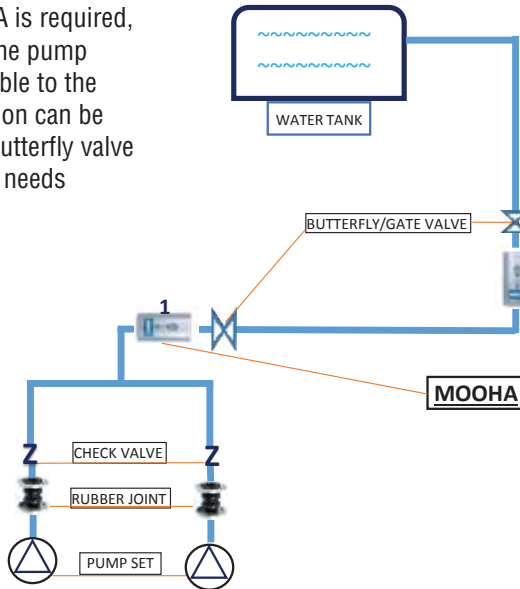 A is required,
ne pump
ble to the
on can be
utterfly valve
needs
WATER TANK
BUTTERFLY/GATE VALVE
1
MOOHA
Z
CHECK VALVE
Z
RUBBER JOINT
PUMP SET